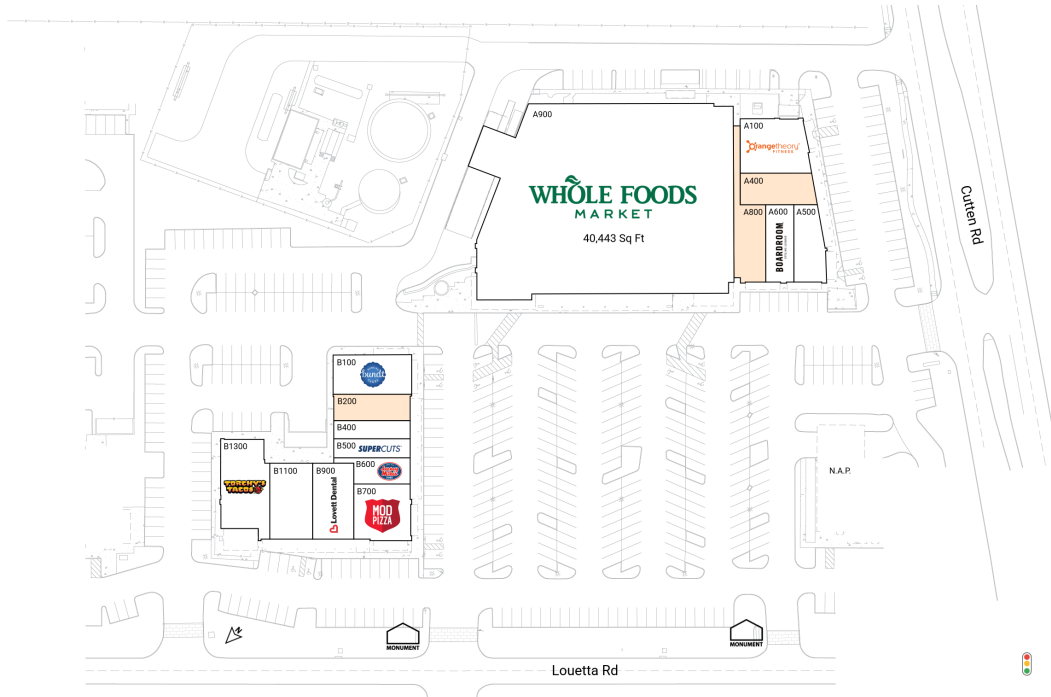 A900
WHOLE FOODS
MARKET
40,443 Sq Ft
A100
Orangetheory
FITNESS
A400
A800
A600
A500
BOARDROOM
Cutten Rd
B100
bundt
B200
B400
B500
SUPERCUTS
B600
B700
MOD
PIZZA
B1300
TORCHY'S
TACOS
B1100
B900
Lovett Dental
N.A.P.
N
MONUMENT
MONUMENT
Louetta Rd